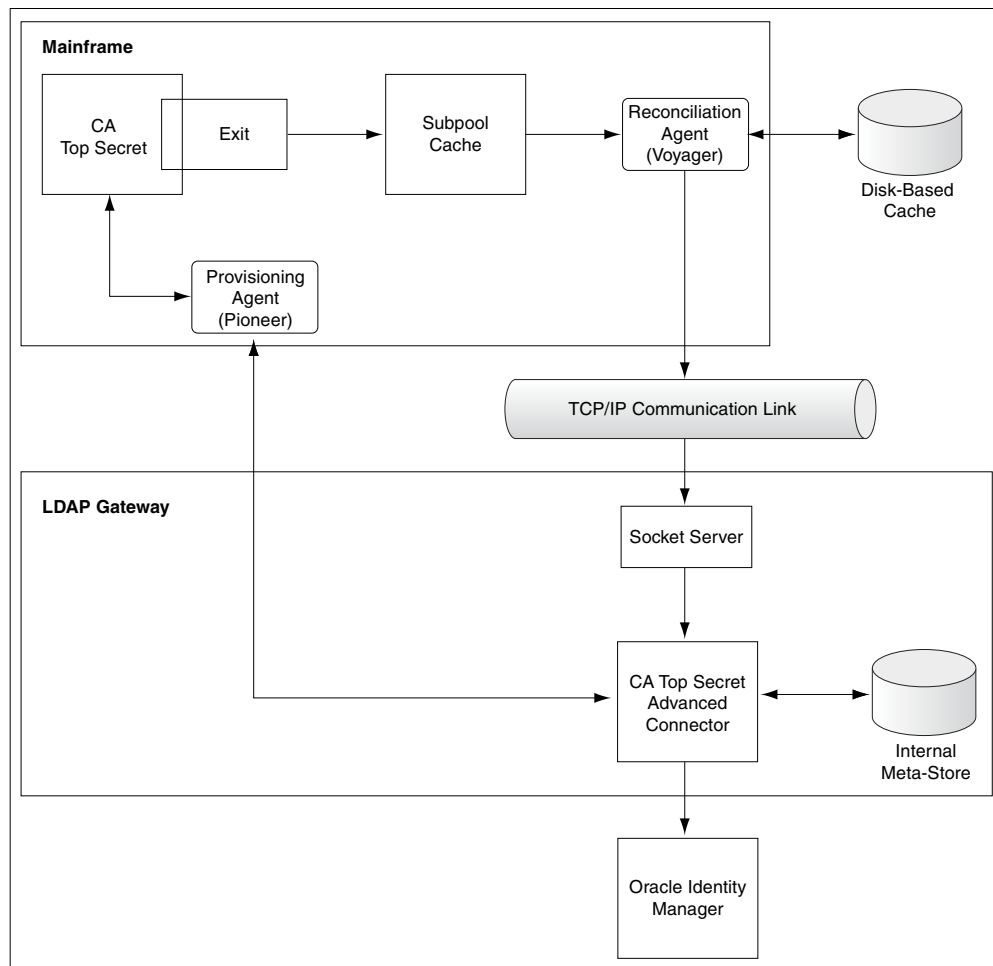 Mainframe
CA
Top Secret
Exit
Subpool
Cache
Reconciliation
Agent
(Voyager)
Disk-Based
Cache
Provisioning
Agent
(Pioneer)
TCP/IP Communication Link
LDAP Gateway
Socket Server
CA Top Secret
Advanced
Connector
Internal
Meta-Store
Oracle Identity
Manager